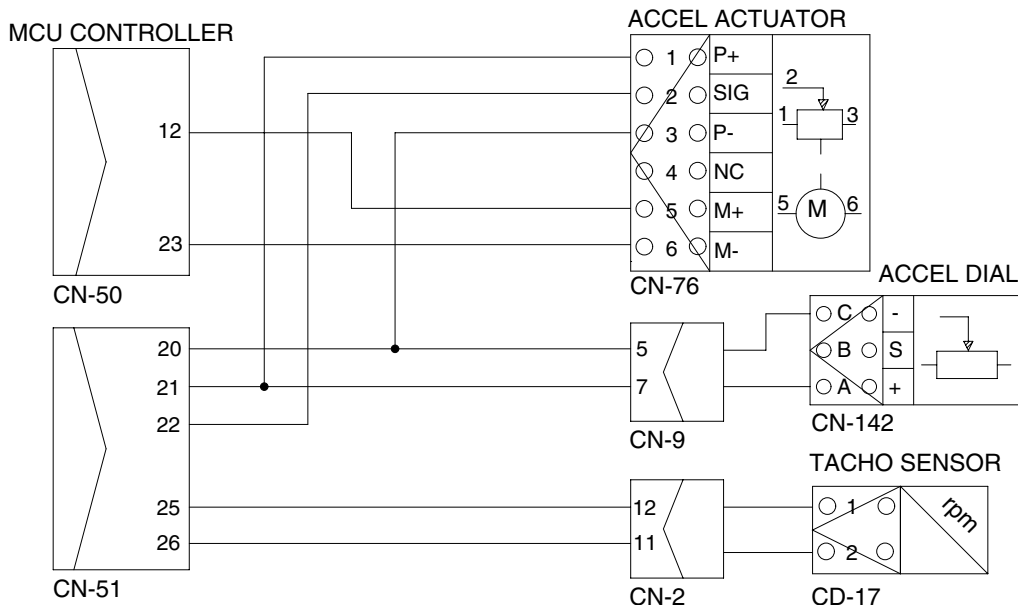 MCU CONTROLLER
12
23
CN-50
20
21
22
25
26
CN-51
ACCEL ACTUATOR
1 P+
2 SIG
3 P-
4 NC
5 M+
6 M-
2
1 3
5 M 6
CN-76
5
7
CN-9
ACCEL DIAL
C -
B S
A +
CN-142
12
11
CN-2
TACHO SENSOR
1
2
rpm
CD-17